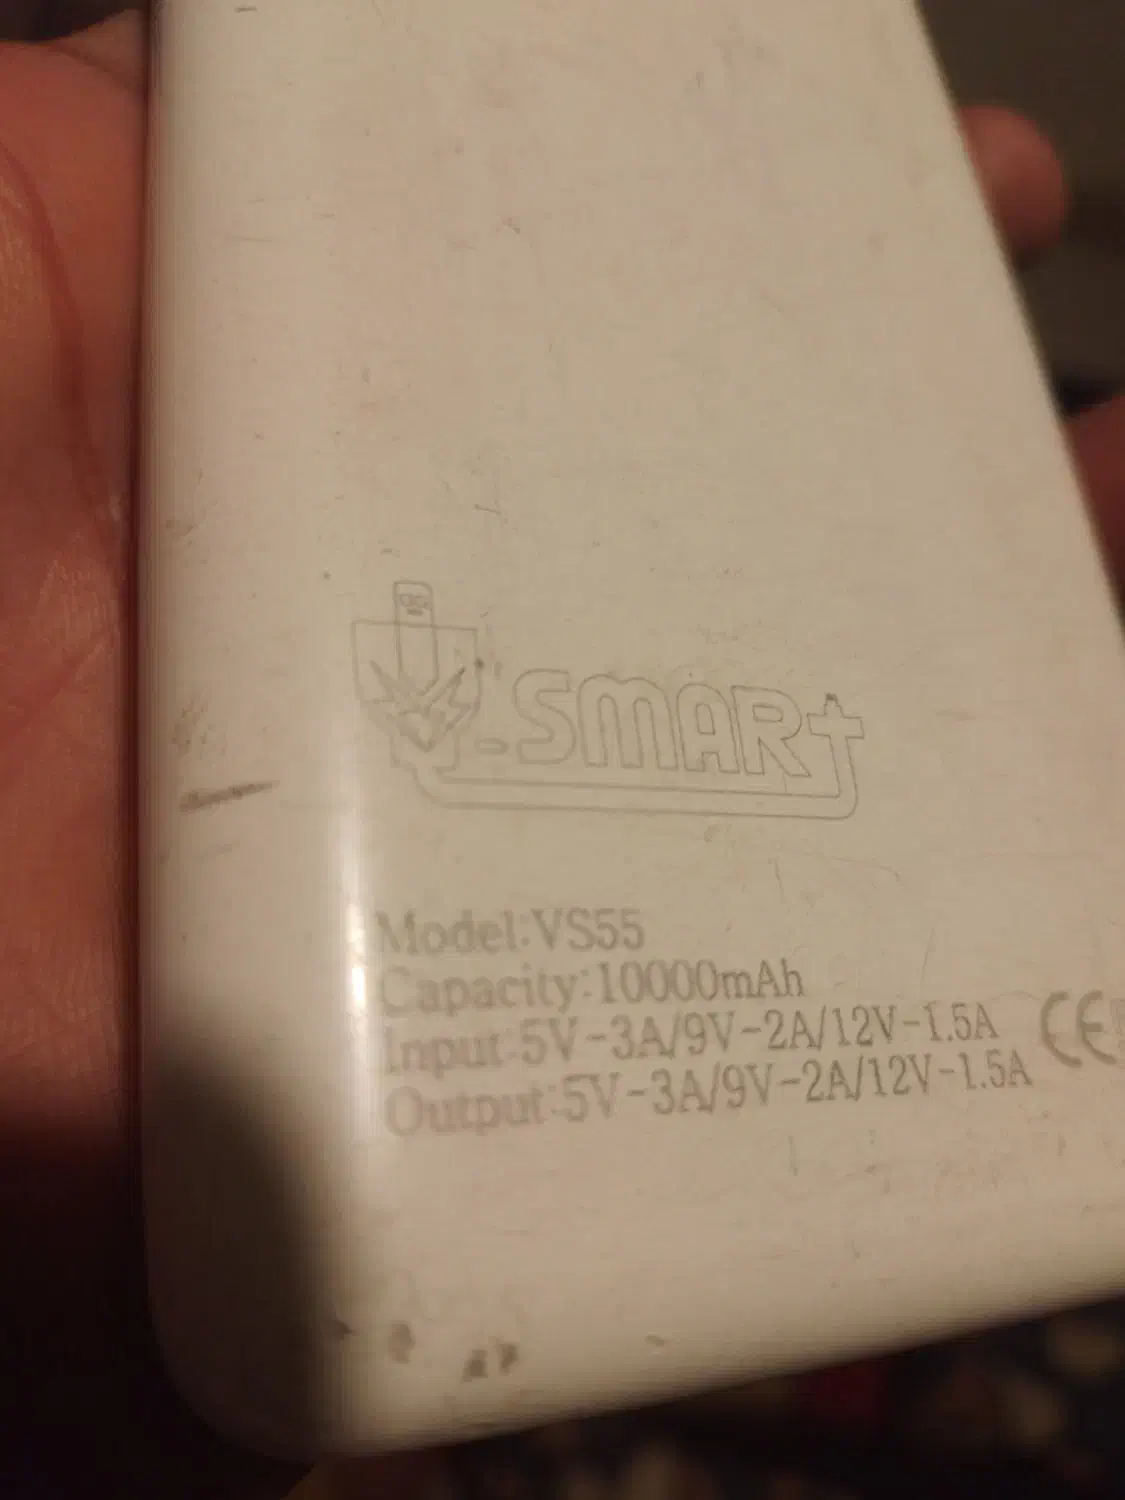 V-SMARt
Model:VS55
Capacity:10000mAh
Input:5V-3A/9V-2A/12V-1.5A
Output:5V-3A/9V-2A/12V-1.5A
CE